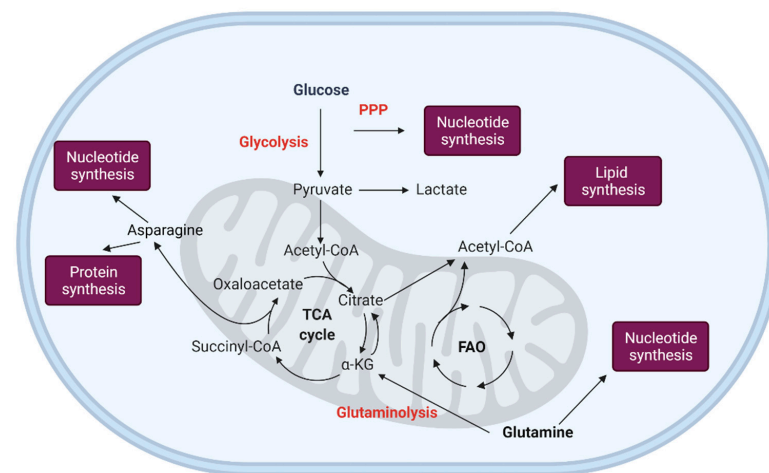 Glucose
PPP
Nucleotide
synthesis
Glycolysis
Nucleotide
synthesis
Pyruvate
Lactate
Lipid
synthesis
Asparagine
Acetyl-CoA
Acetyl-CoA
Protein
synthesis
Oxaloacetate
Citrate
TCA
cycle
Succinyl-CoA
FAO
α-KG
Nucleotide
synthesis
Glutaminolysis
Glutamine